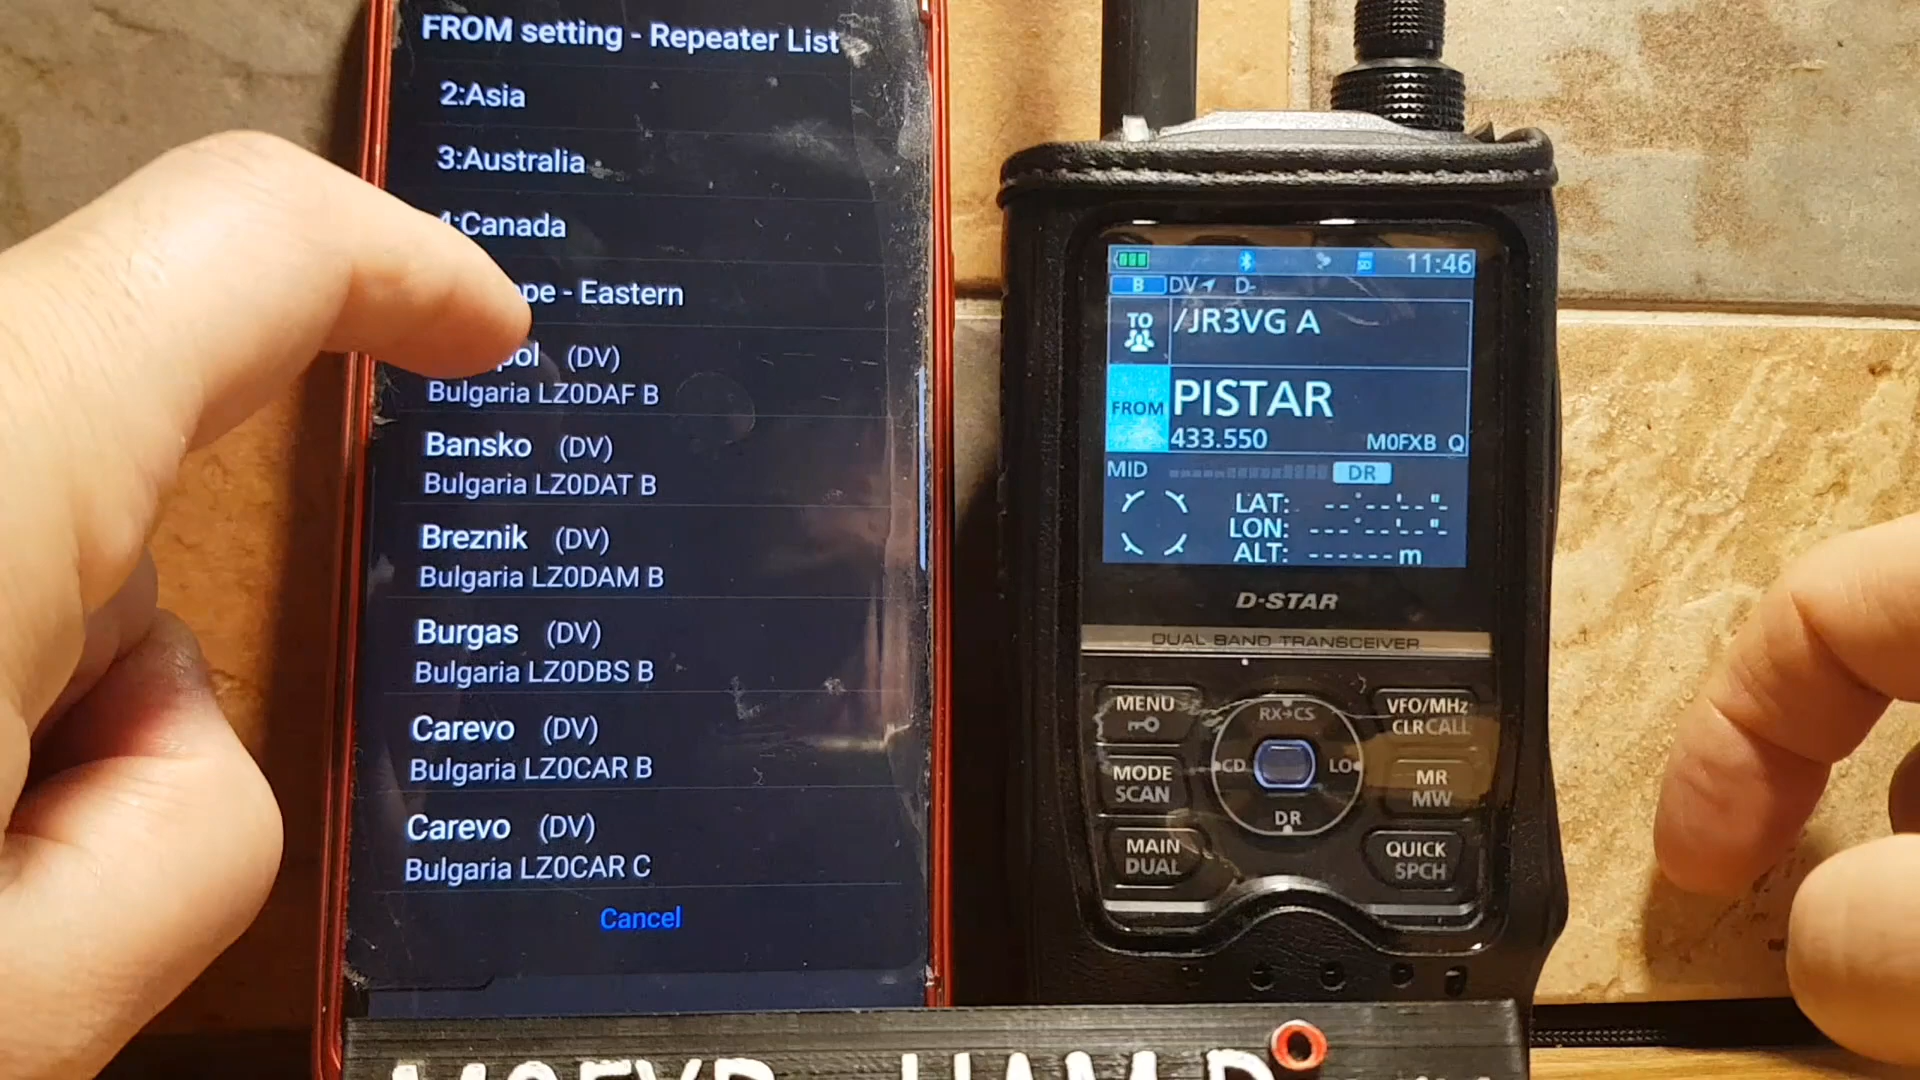 FROM setting - Repeater List
2:Asia
3:Australia
4:Canada
- Eastern
(DV)
Bulgaria LZ0DAF B
Bansko (DV)
Bulgaria LZ0DAT B
Breznik (DV)
Bulgaria LZ0DAM B
Burgas (DV)
Bulgaria LZ0DBS B
Carevo (DV)
Bulgaria LZ0CAR B
Carevo (DV)
Bulgaria LZ0CAR C
Cancel
11:46
B DV D-
TO /JR3VG A
FROM PISTAR
433.550 M0FXB Q
MID DR
LAT: --°--'--"-
LON: ---°--'--"-
ALT: ------m
D-STAR
DUAL BAND TRANSCEIVER
MENU
RX→CS
VFO/MHz
CLR CALL
MODE
SCAN
CD
LO
MR
MW
DR
MAIN
DUAL
QUICK
SPCH
M0FXB